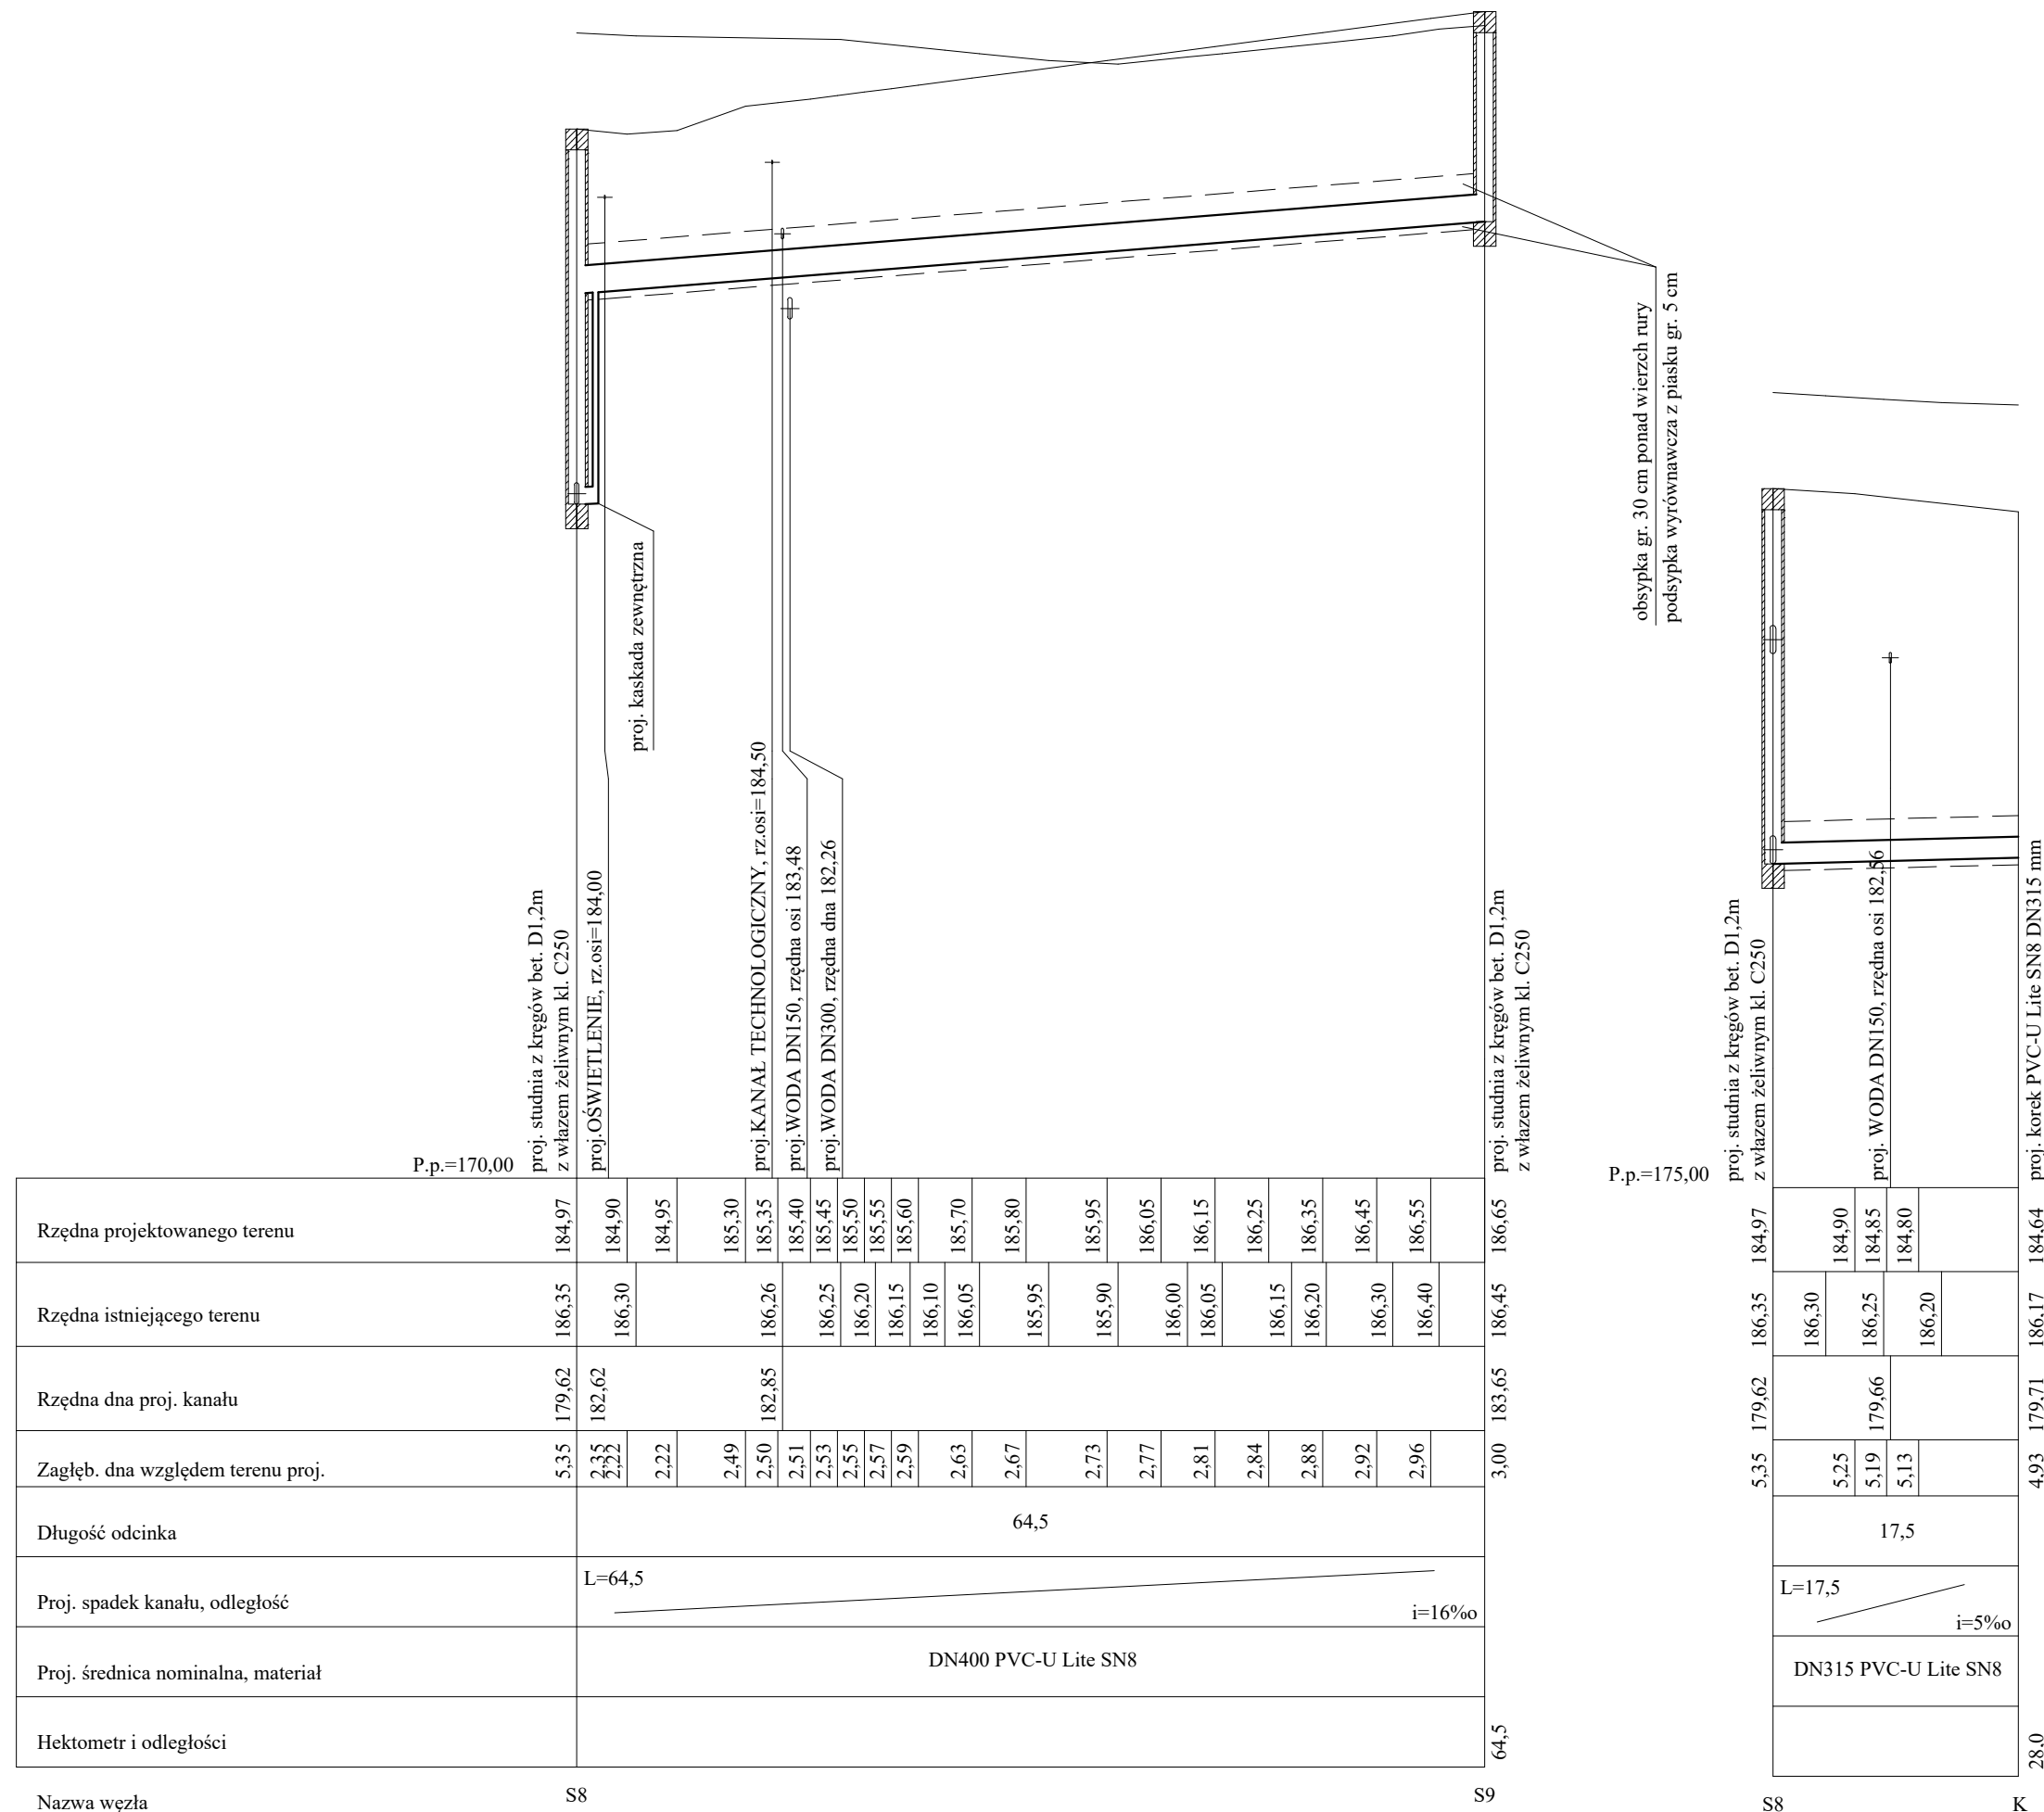 obsypka gr. 30 cm ponad wierzch rury
podsypka wyrównawcza z piasku gr. 5 cm
proj. kaskada zewnętrzna
proj. studnia z kręgów bet. D1,2m
z włazem żeliwnym kl. C250
proj.OŚWIETLENIE, rz.osi=184,00
proj.KANAŁ TECHNOLOGICZNY, rz.osi=184,50
proj.WODA DN150, rzędna osi 183,48
proj.WODA DN300, rzędna dna 182,26
proj. studnia z kręgów bet. D1,2m
z włazem żeliwnym kl. C250
P.p.=170,00
Rzędna projektowanego terenu
184,97 184,90 184,95 185,30 185,35 185,40 185,45 185,50 185,55 185,60 185,70 185,80 185,95 186,05 186,15 186,25 186,35 186,45 186,55 186,65
Rzędna istniejącego terenu
186,35 186,30 186,26 186,25 186,20 186,15 186,10 186,05 185,95 185,90 186,00 186,05 186,15 186,20 186,30 186,40 186,45
Rzędna dna proj. kanału
179,62 182,62 182,85 183,65
Zagłęb. dna względem terenu proj.
5,35 2,35 2,22 2,22 2,49 2,50 2,51 2,53 2,55 2,57 2,59 2,63 2,67 2,73 2,77 2,81 2,84 2,88 2,92 2,96 3,00
Długość odcinka
64,5
Proj. spadek kanału, odległość
L=64,5
i=16%o
Proj. średnica nominalna, materiał
DN400 PVC-U Lite SN8
Hektometr i odległości
64,5
Nazwa węzła
S8
S9
proj. studnia z kręgów bet. D1,2m
z włazem żeliwnym kl. C250
proj. WODA DN150, rzędna osi 182,56
proj. korek PVC-U Lite SN8 DN315 mm
P.p.=175,00
184,97 184,90 184,85 184,80 184,64
186,35 186,30 186,25 186,20 186,17
179,62 179,66 179,71
5,35 5,25 5,19 5,13 4,93
17,5
L=17,5
i=5%o
DN315 PVC-U Lite SN8
28,0
S8
K